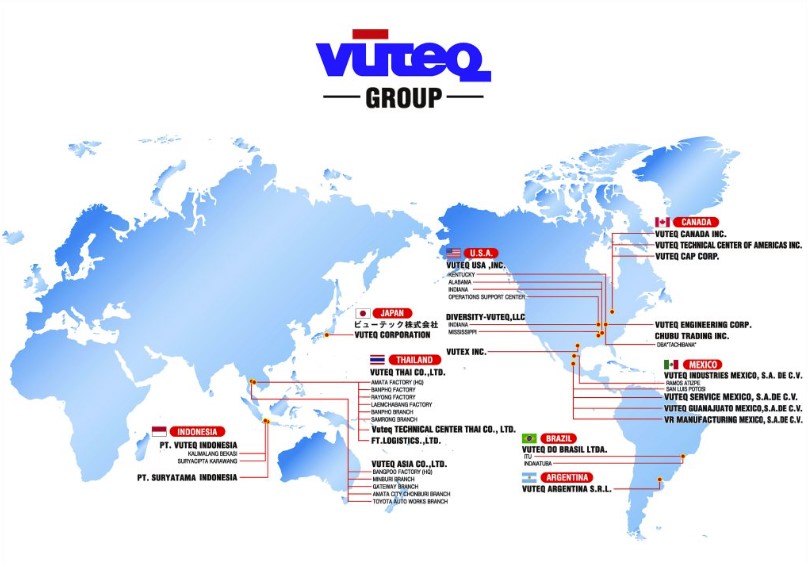 VUTEQ
GROUP
CANADA
VUTEQ CANADA INC.
VUTEQ TECHNICAL CENTER OF AMERICAS INC.
VUTEQ CAP CORP.
U.S.A.
VUTEQ USA ,INC.
KENTUCKY
ALABAMA
INDIANA
OPERATIONS SUPPORT CENTER
DIVERSITY-VUTEQ,LLC
INDIANA
MISSISSIPPI
VUTEX INC.
VUTEQ ENGINEERING CORP.
CHUBU TRADING INC.
DBA"TACHIBANA"
JAPAN
ビューテック株式会社
VUTEQ CORPORATION
THAILAND
VUTEQ THAI CO.,LTD.
AMATA FACTORY (HQ)
BANPHO FACTORY
RAYONG FACTORY
LAEMCHABANG FACTORY
BANPHO BRANCH
SAMRONG BRANCH
Vuteq TECHNICAL CENTER THAI CO., LTD.
FT.LOGISTICS.,LTD.
VUTEQ ASIA CO.,LTD.
BANGPOO FACTORY (HQ)
MINBURI BRANCH
GATEWAY BRANCH
AMATA CITY CHONBURI BRANCH
TOYOTA AUTO WORKS BRANCH
MEXICO
VUTEQ INDUSTRIES MEXICO, S.A. DE C.V.
RAMOS ATIZPE
SAN LUIS POTOSI
VUTEQ SERVICE MEXICO, S.A.DE C.V.
VUTEQ GUANAJUATO MEXICO,S.A.DE C.V.
VR MANUFACTURING MEXICO, S.A.DE C.V.
INDONESIA
PT. VUTEQ INDONESIA
KALIMALANG BEKASI
SURYACIPTA KARAWANG
PT. SURYATAMA INDONESIA
BRAZIL
VUTEQ DO BRASIL LTDA.
ITU
INDAIATUBA
ARGENTINA
VUTEQ ARGENTINA S.R.L.